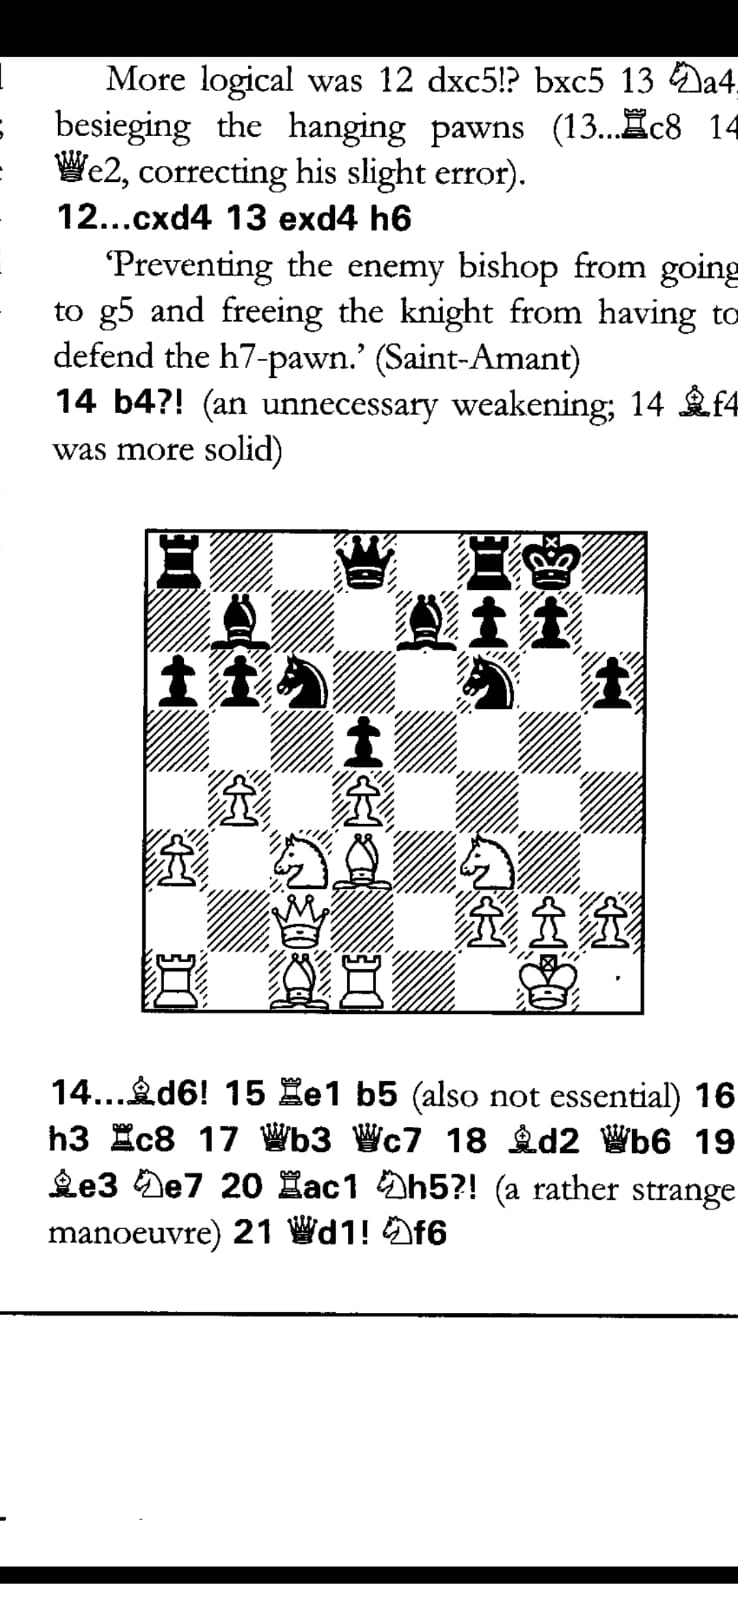 More logical was 12 dxc5!? bxc5 13 ♘a4,
besieging the hanging pawns (13...♖c8 14
♕e2, correcting his slight error).
12...cxd4 13 exd4 h6
‘Preventing the enemy bishop from going
to g5 and freeing the knight from having to
defend the h7-pawn.’ (Saint-Amant)
14 b4?! (an unnecessary weakening; 14 ♗f4
was more solid)
14...♗d6! 15 ♖e1 b5 (also not essential) 16
h3 ♖c8 17 ♕b3 ♕c7 18 ♗d2 ♕b6 19
♗e3 ♘e7 20 ♖ac1 ♘h5?! (a rather strange
manoeuvre) 21 ♕d1! ♘f6